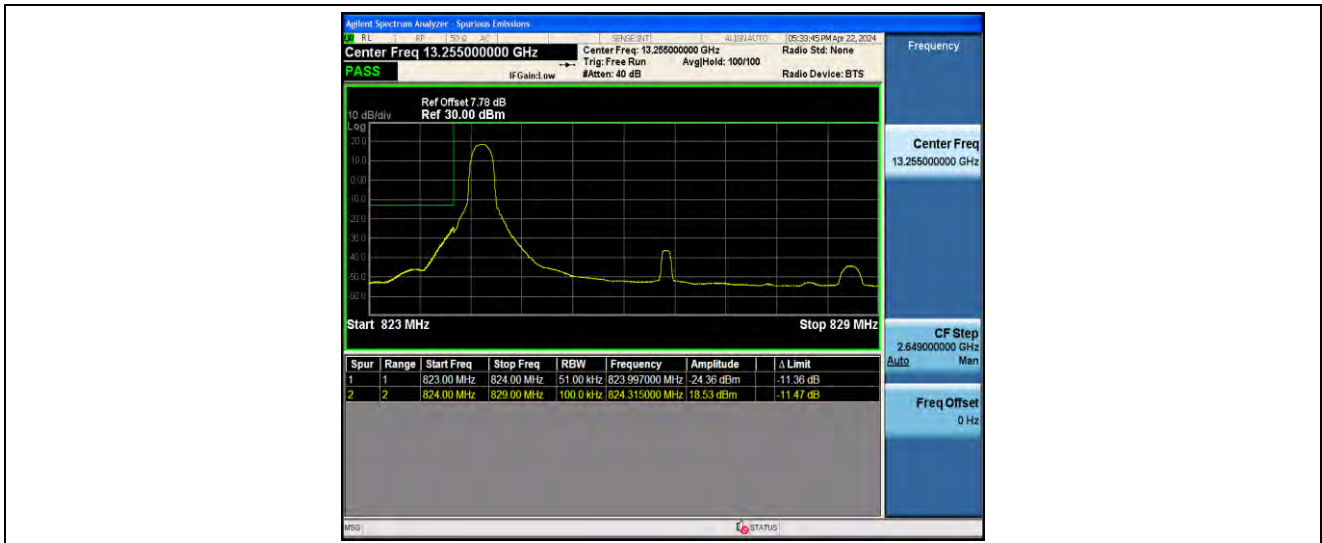 Agilent Spectrum Analyzer - Spurious Emissions
RL RF 50 Ω AC SENSE:INT ALIGN AUTO 05:33:45 PM Apr 22, 2024
Center Freq 13.255000000 GHz
Center Freq: 13.255000000 GHz
Radio Std: None
Trig: Free Run Avg|Hold: 100/100
PASS
IFGain:Low
#Atten: 40 dB
Radio Device: BTS
Ref Offset 7.78 dB
10 dB/div Ref 30.00 dBm
Log
20.0
10.0
0.00
-10.0
-20.0
-30.0
-40.0
-50.0
-60.0
Start 823 MHz Stop 829 MHz
Spur Range Start Freq Stop Freq RBW Frequency Amplitude Δ Limit
1 1 823.00 MHz 824.00 MHz 51.00 kHz 823.997000 MHz -24.36 dBm -11.36 dB
2 2 824.00 MHz 829.00 MHz 100.0 kHz 824.315000 MHz 18.53 dBm -11.47 dB
Frequency
Center Freq
13.255000000 GHz
CF Step
2.649000000 GHz
Auto Man
Freq Offset
0 Hz
MSG STATUS